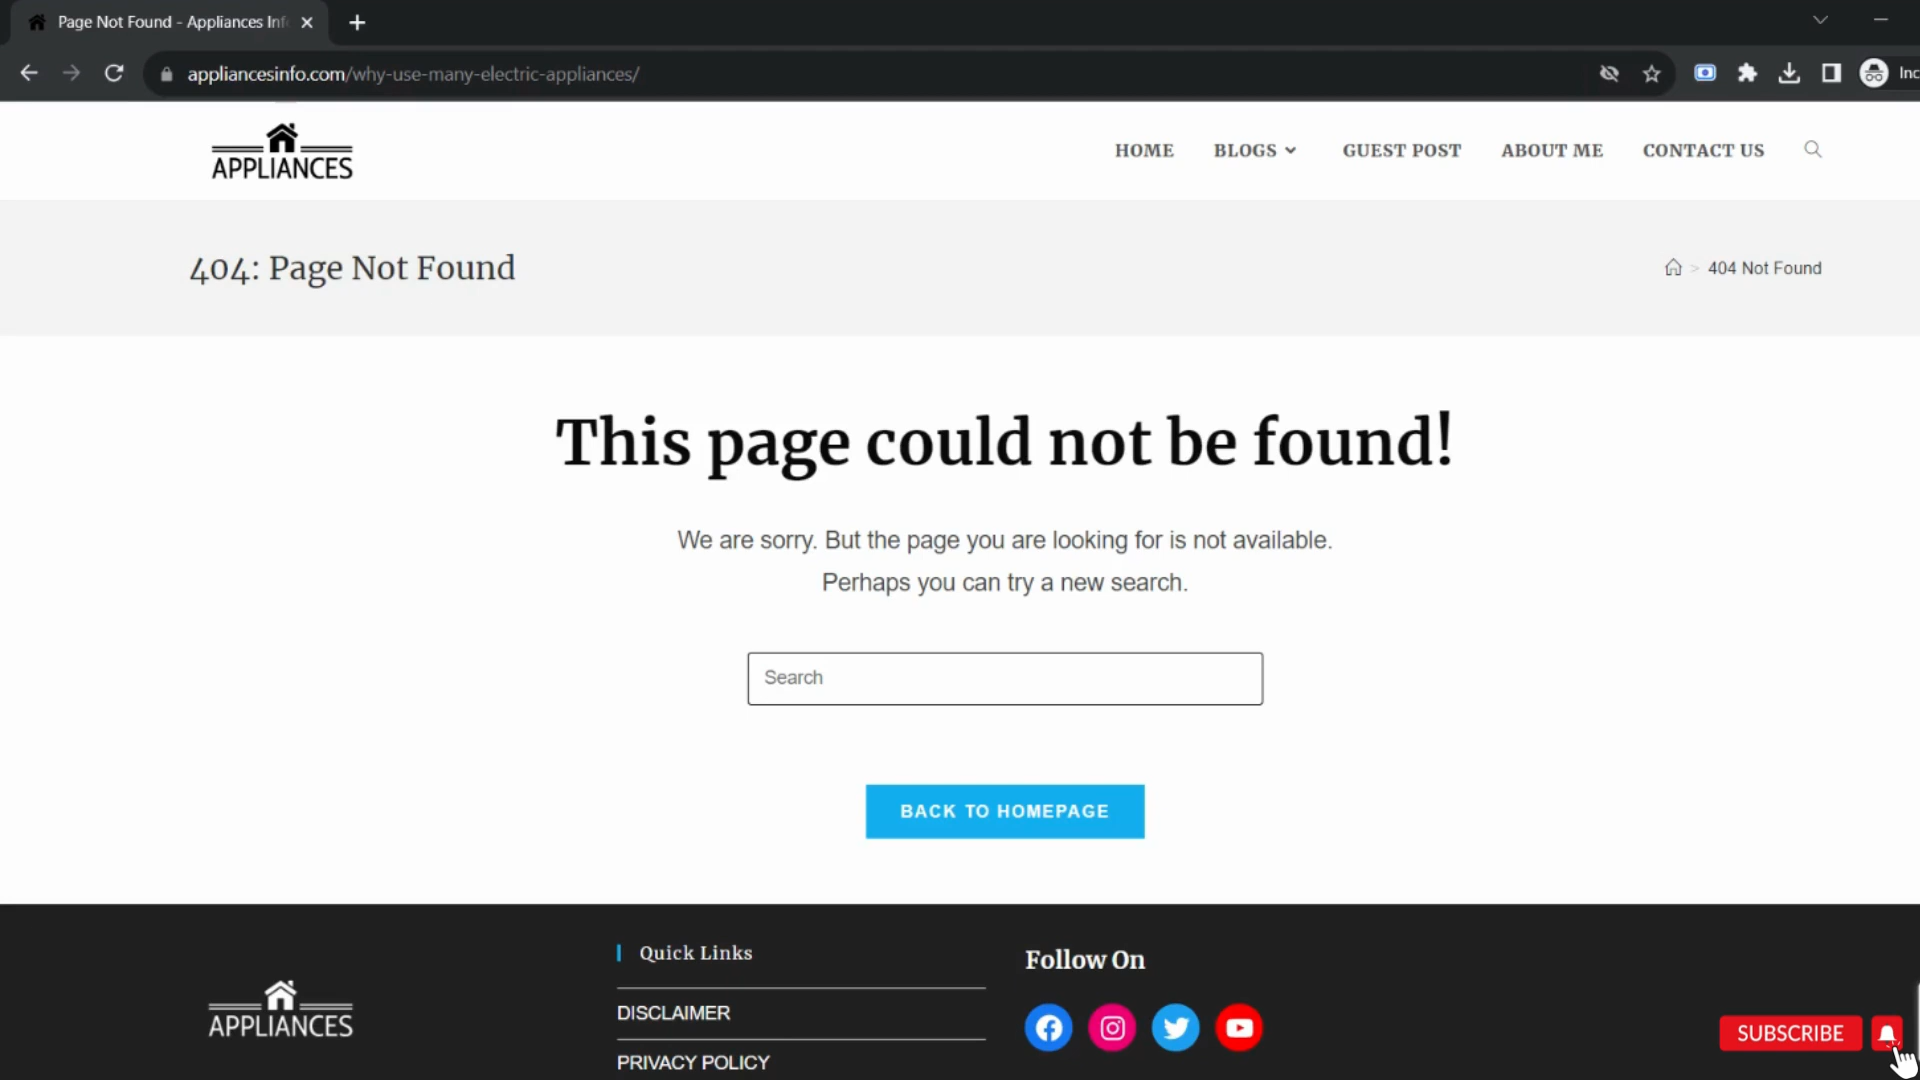 Page Not Found - Appliances Inf
appliancesinfo.com/why-use-many-electric-appliances/
Inc
APPLIANCES
HOME
BLOGS
GUEST POST
ABOUT ME
CONTACT US
404: Page Not Found
> 404 Not Found
This page could not be found!
We are sorry. But the page you are looking for is not available.
Perhaps you can try a new search.
Search
BACK TO HOMEPAGE
APPLIANCES
Quick Links
DISCLAIMER
PRIVACY POLICY
Follow On
SUBSCRIBE